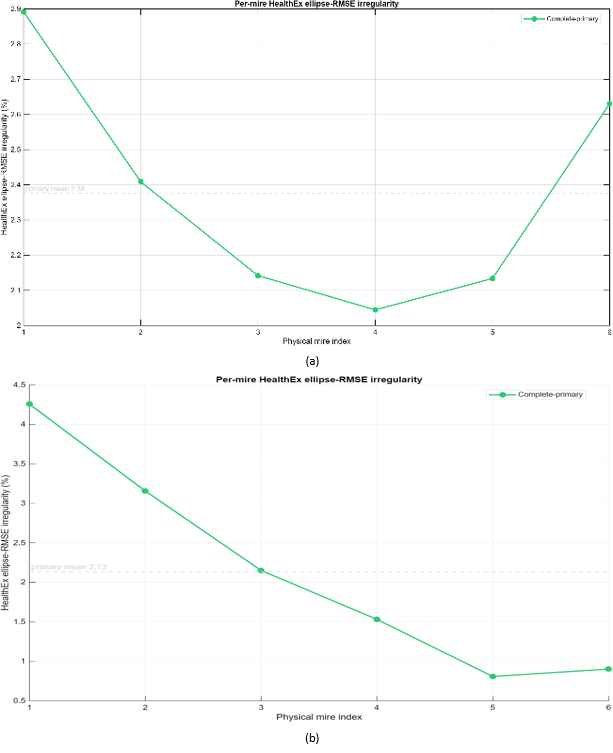 Per-mire HealthEx ellipse-RMSE irregularity
Complete-primary
HealthEx ellipse-RMSE irregularity (%)
2.9
2.8
2.7
2.6
2.5
2.4
2.3
2.2
2.1
2
primary mean 2.38
1
2
3
4
5
6
Physical mire index
(a)
Per-mire HealthEx ellipse-RMSE irregularity
Complete-primary
HealthEx ellipse-RMSE irregularity (%)
4.5
4
3.5
3
2.5
2
1.5
1
0.5
primary mean 2.13
1
2
3
4
5
6
Physical mire index
(b)